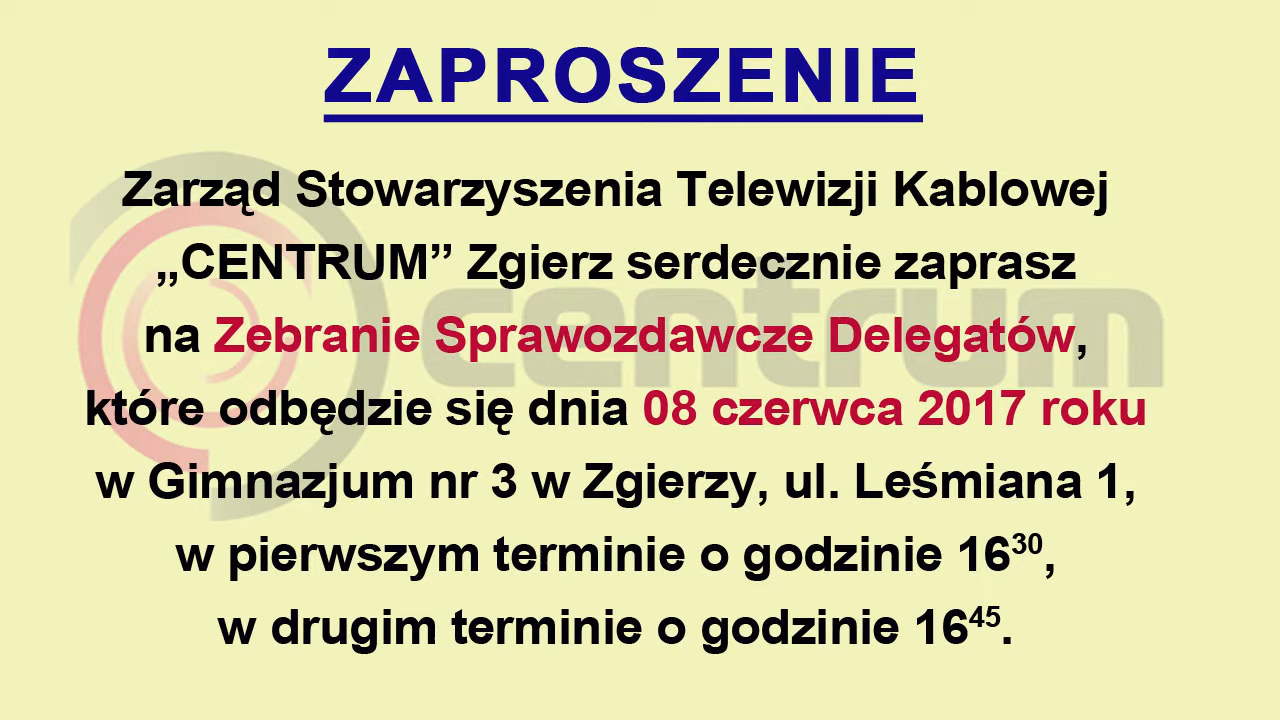 ZAPROSZENIE
Zarząd Stowarzyszenia Telewizji Kablowej
„CENTRUM” Zgierz serdecznie zaprasz
na Zebranie Sprawozdawcze Delegatów,
które odbędzie się dnia 08 czerwca 2017 roku
w Gimnazjum nr 3 w Zgierzy, ul. Leśmiana 1,
w pierwszym terminie o godzinie 16³⁰,
w drugim terminie o godzinie 16⁴⁵.
centrum